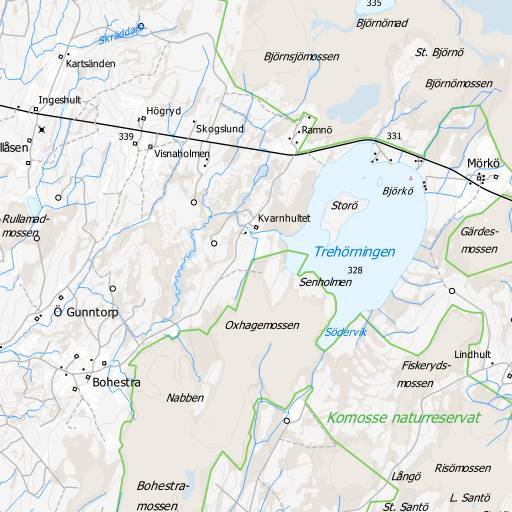 335
Björnömad
Skräddaån
Björnsjömossen
St. Björnö
Kartsänden
Björnömossen
Ingeshult
Högryd
Skogslund
Ramnö
339
331
Visnaholmen
Mörkö
Björkö
Storö
Rullamad-
mossen
Kvarnhultet
Gärdes-
mossen
Trehörningen
328
Senholmen
Ö Gunntorp
Oxhagemossen
Södervik
Lindhult
Fiskeryds-
mossen
Bohestra
Nabben
Komosse naturreservat
Risömossen
Långö
Bohestra-
mossen
L. Santö
St. Santö